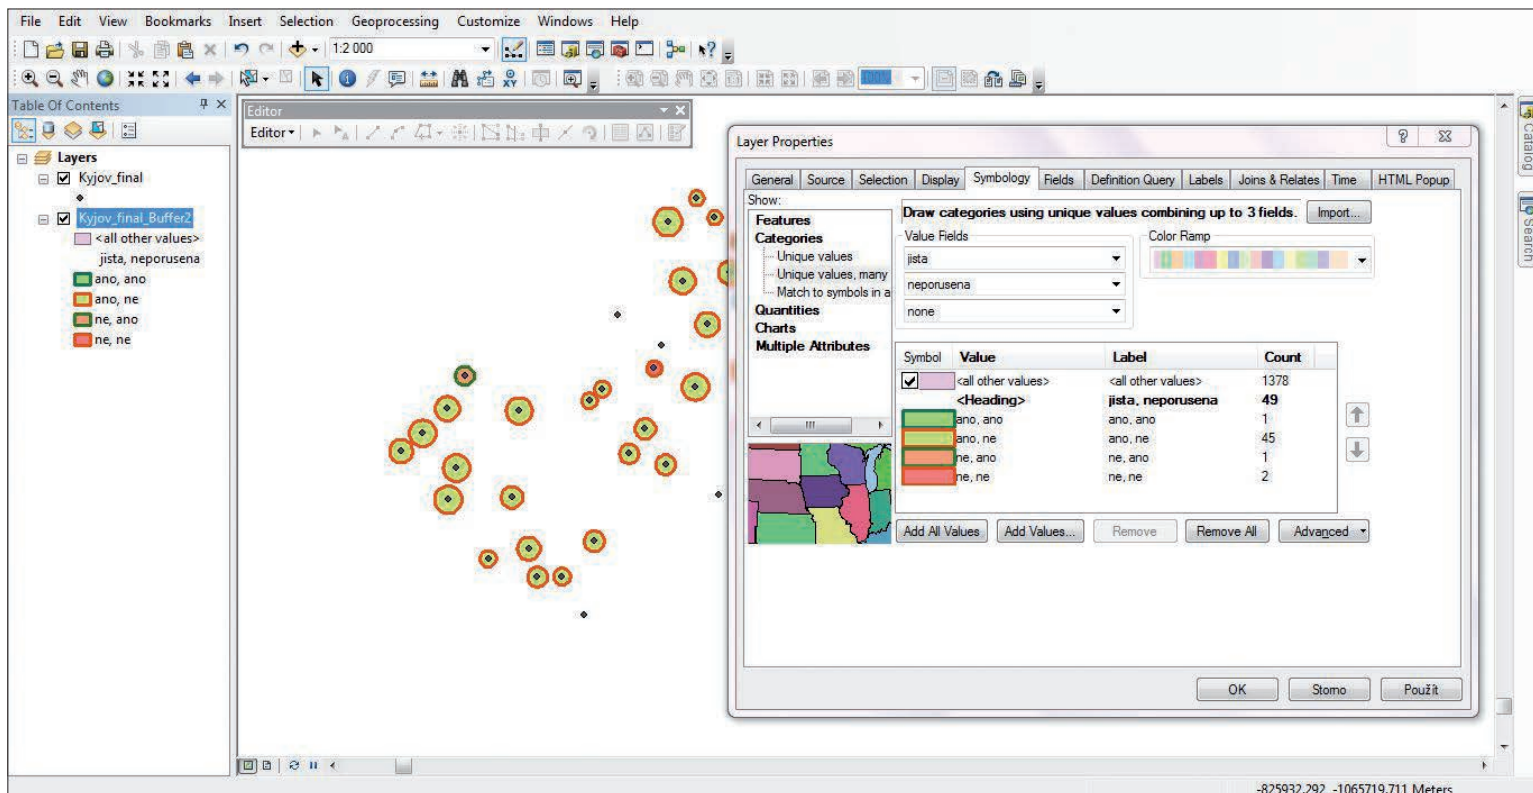 File Edit View Bookmarks Insert Selection Geoprocessing Customize Windows Help
1:2 000
XY
100%
Table Of Contents
Layers
Kyjov_final
Kyjov_final_Buffer2
<all other values>
jista, neporusena
ano, ano
ano, ne
ne, ano
ne, ne
Editor
Editor
Layer Properties
General Source Selection Display Symbology Fields Definition Query Labels Joins & Relates Time HTML Popup
Show:
Features
Categories
Unique values
Unique values, many
Match to symbols in a
Quantities
Charts
Multiple Attributes
Draw categories using unique values combining up to 3 fields. Import...
Value Fields
jista
neporusena
none
Color Ramp
Symbol Value Label Count
<all other values> <all other values> 1378
<Heading> jista, neporusena 49
ano, ano ano, ano 1
ano, ne ano, ne 45
ne, ano ne, ano 1
ne, ne ne, ne 2
Add All Values Add Values... Remove Remove All Advanced
OK Storno Použít
Catalog
Search
-825932,292 -1065719,711 Meters